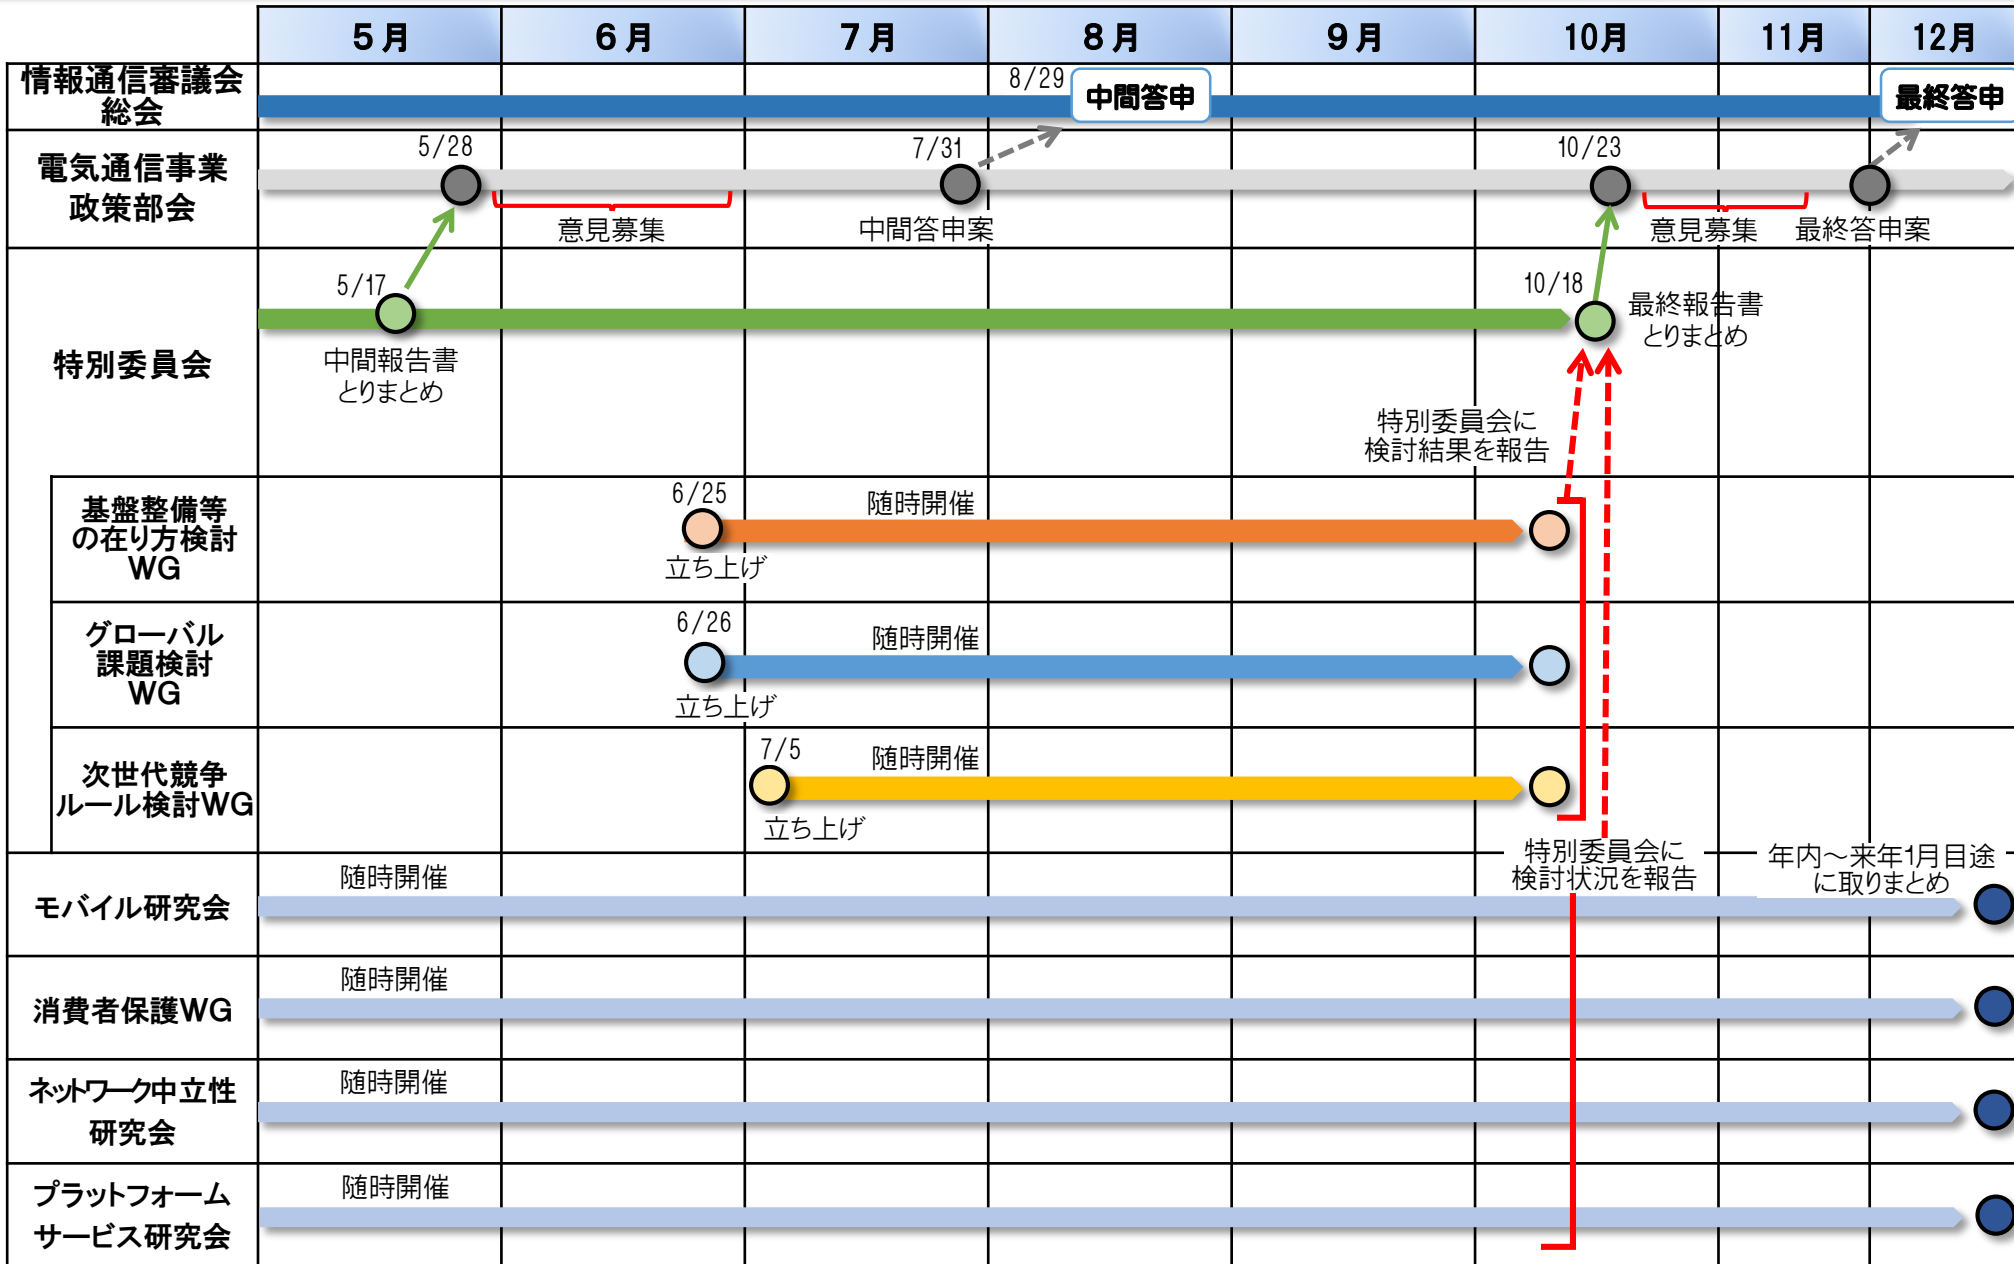 5月 6月 7月 8月 9月 10月 11月 12月
情報通信審議会
総会
8/29
中間答申
最終答申
電気通信事業
政策部会
5/28
意見募集
7/31
中間答申案
10/23
意見募集
最終答申案
特別委員会
5/17
中間報告書
とりまとめ
10/18
最終報告書
とりまとめ
特別委員会に
検討結果を報告
基盤整備等
の在り方検討
WG
6/25
立ち上げ
随時開催
グローバル
課題検討
WG
6/26
立ち上げ
随時開催
次世代競争
ルール検討WG
7/5
立ち上げ
随時開催
特別委員会に
検討状況を報告
年内～来年1月目途
に取りまとめ
モバイル研究会
随時開催
消費者保護WG
随時開催
ネットワーク中立性
研究会
随時開催
プラットフォーム
サービス研究会
随時開催